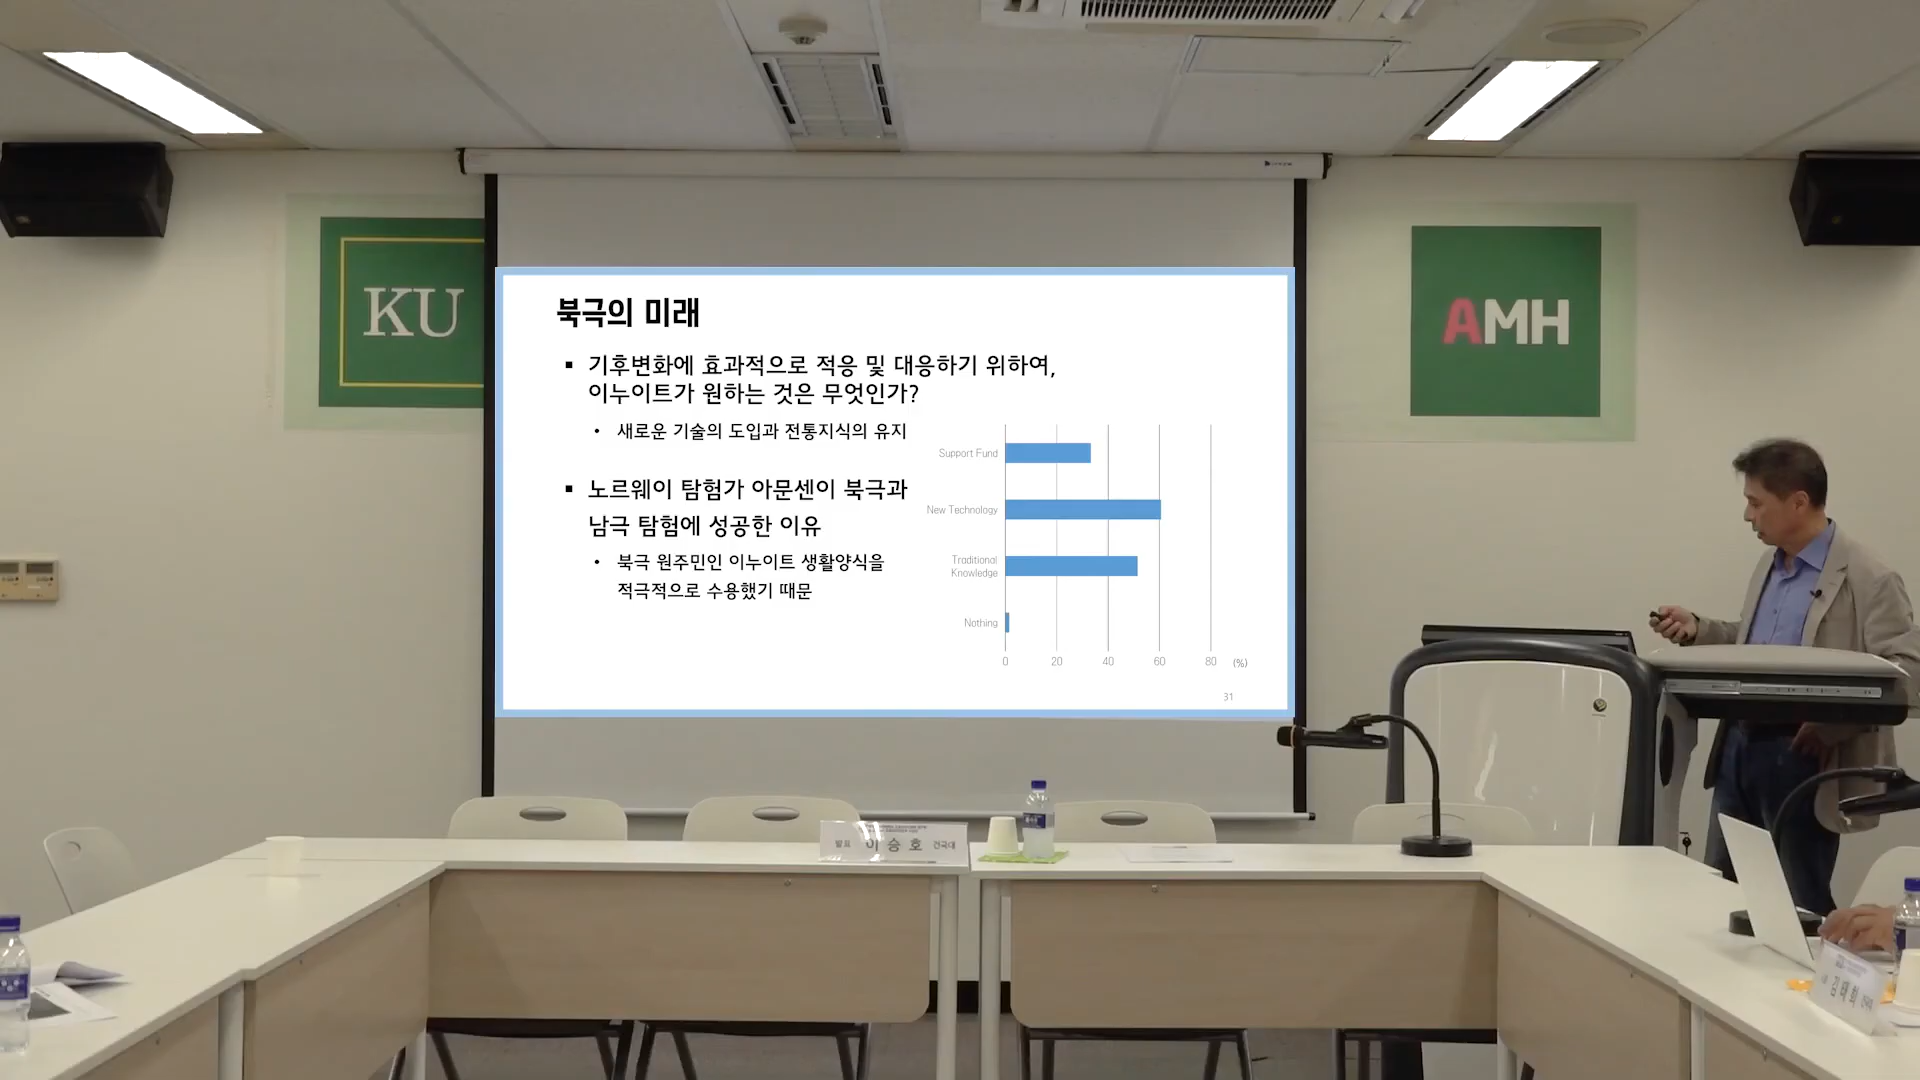 KU
AMH
북극의 미래
▪ 기후변화에 효과적으로 적응 및 대응하기 위하여,
이누이트가 원하는 것은 무엇인가?
• 새로운 기술의 도입과 전통지식의 유지
▪ 노르웨이 탐험가 아문센이 북극과
남극 탐험에 성공한 이유
• 북극 원주민인 이누이트 생활양식을
적극적으로 수용했기 때문
Support Fund
New Technology
Traditional
Knowledge
Nothing
0 20 40 60 80 (%)
31
발표 이승호 건국대